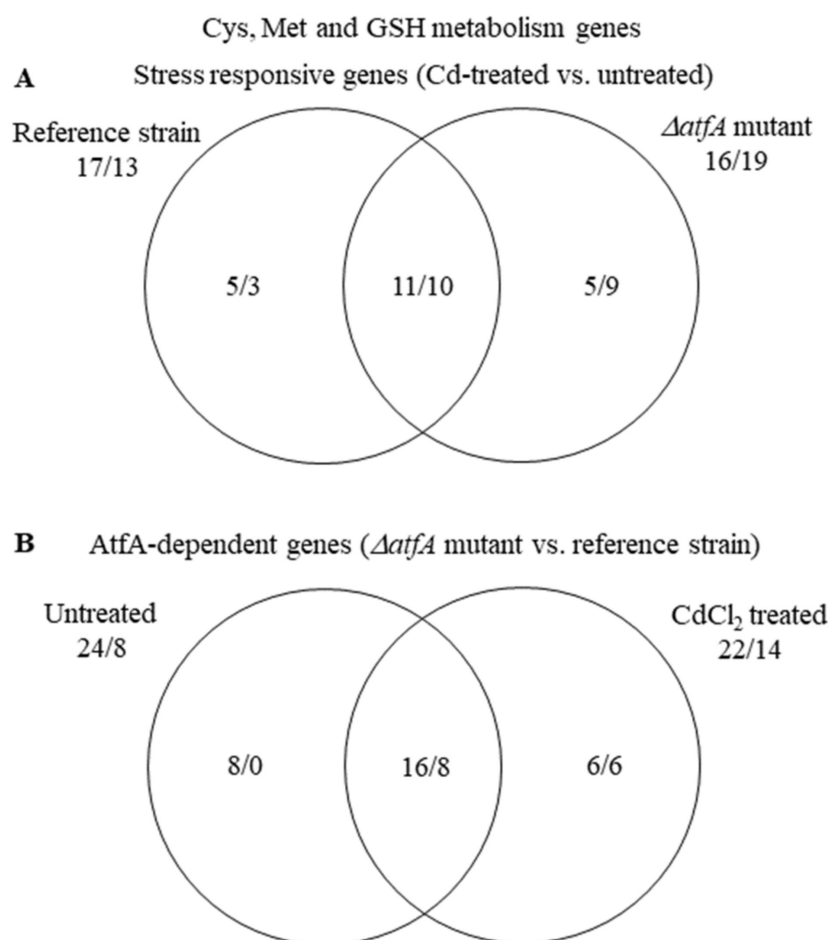 Cys, Met and GSH metabolism genes
A Stress responsive genes (Cd-treated vs. untreated)
Reference strain
17/13
ΔatfA mutant
16/19
5/3
11/10
5/9
B AtfA-dependent genes (ΔatfA mutant vs. reference strain)
Untreated
24/8
CdCl₂ treated
22/14
8/0
16/8
6/6